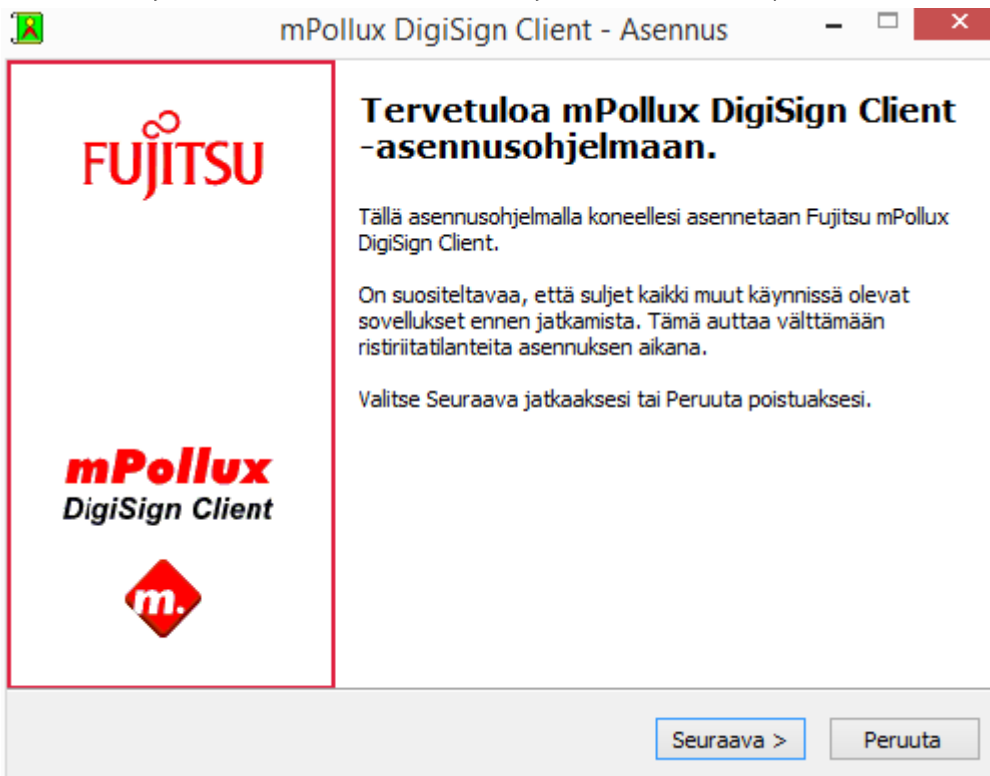 mPollux DigiSign Client - Asennus
FUJITSU
Tervetuloa mPollux DigiSign Client
-asennusohjelmaan.
Tällä asennusohjelmalla koneellesi asennetaan Fujitsu mPollux
DigiSign Client.
On suositeltavaa, että suljet kaikki muut käynnissä olevat
sovellukset ennen jatkamista. Tämä auttaa välttämään
ristiriitatilanteita asennuksen aikana.
Valitse Seuraava jatkaaksesi tai Peruuta poistuaksesi.
mPollux
DigiSign Client
m.
Seuraava >
Peruuta